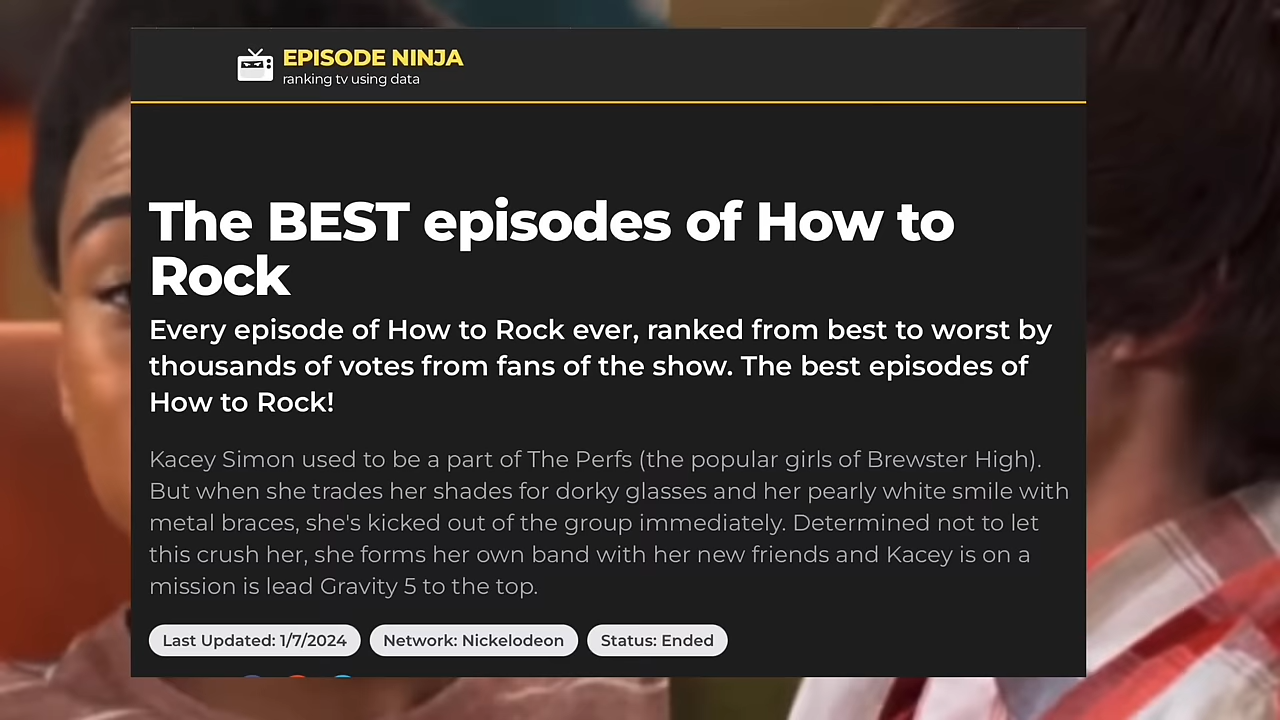 EPISODE NINJA
ranking tv using data
The BEST episodes of How to
Rock
Every episode of How to Rock ever, ranked from best to worst by
thousands of votes from fans of the show. The best episodes of
How to Rock!
Kacey Simon used to be a part of The Perfs (the popular girls of Brewster High).
But when she trades her shades for dorky glasses and her pearly white smile with
metal braces, she's kicked out of the group immediately. Determined not to let
this crush her, she forms her own band with her new friends and Kacey is on a
mission is lead Gravity 5 to the top.
Last Updated: 1/7/2024 Network: Nickelodeon Status: Ended